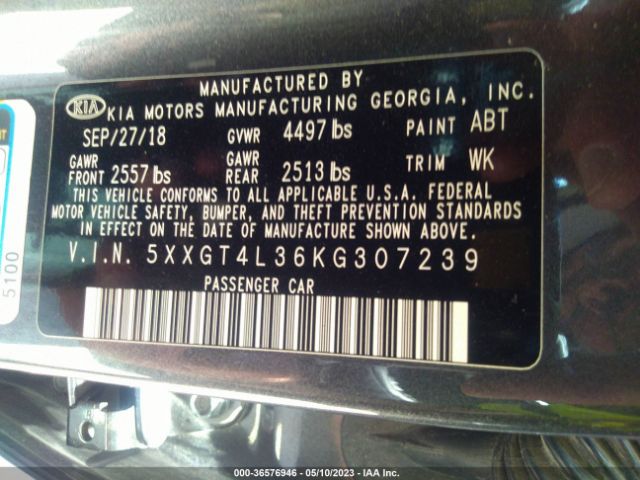 MANUFACTURED BY
KIA KIA MOTORS MANUFACTURING GEORGIA, INC.
SEP/27/18 GVWR 4497 lbs PAINT ABT
GAWR FRONT 2557 lbs GAWR REAR 2513 lbs TRIM WK
THIS VEHICLE CONFORMS TO ALL APPLICABLE U.S.A. FEDERAL
MOTOR VEHICLE SAFETY, BUMPER, AND THEFT PREVENTION STANDARDS
IN EFFECT ON THE DATE OF MANUFACTURE SHOWN ABOVE.
V.I.N. 5XXGT4L36KG307239
PASSENGER CAR
5100
000-36576946 — 05/10/2023 — IAA Inc.